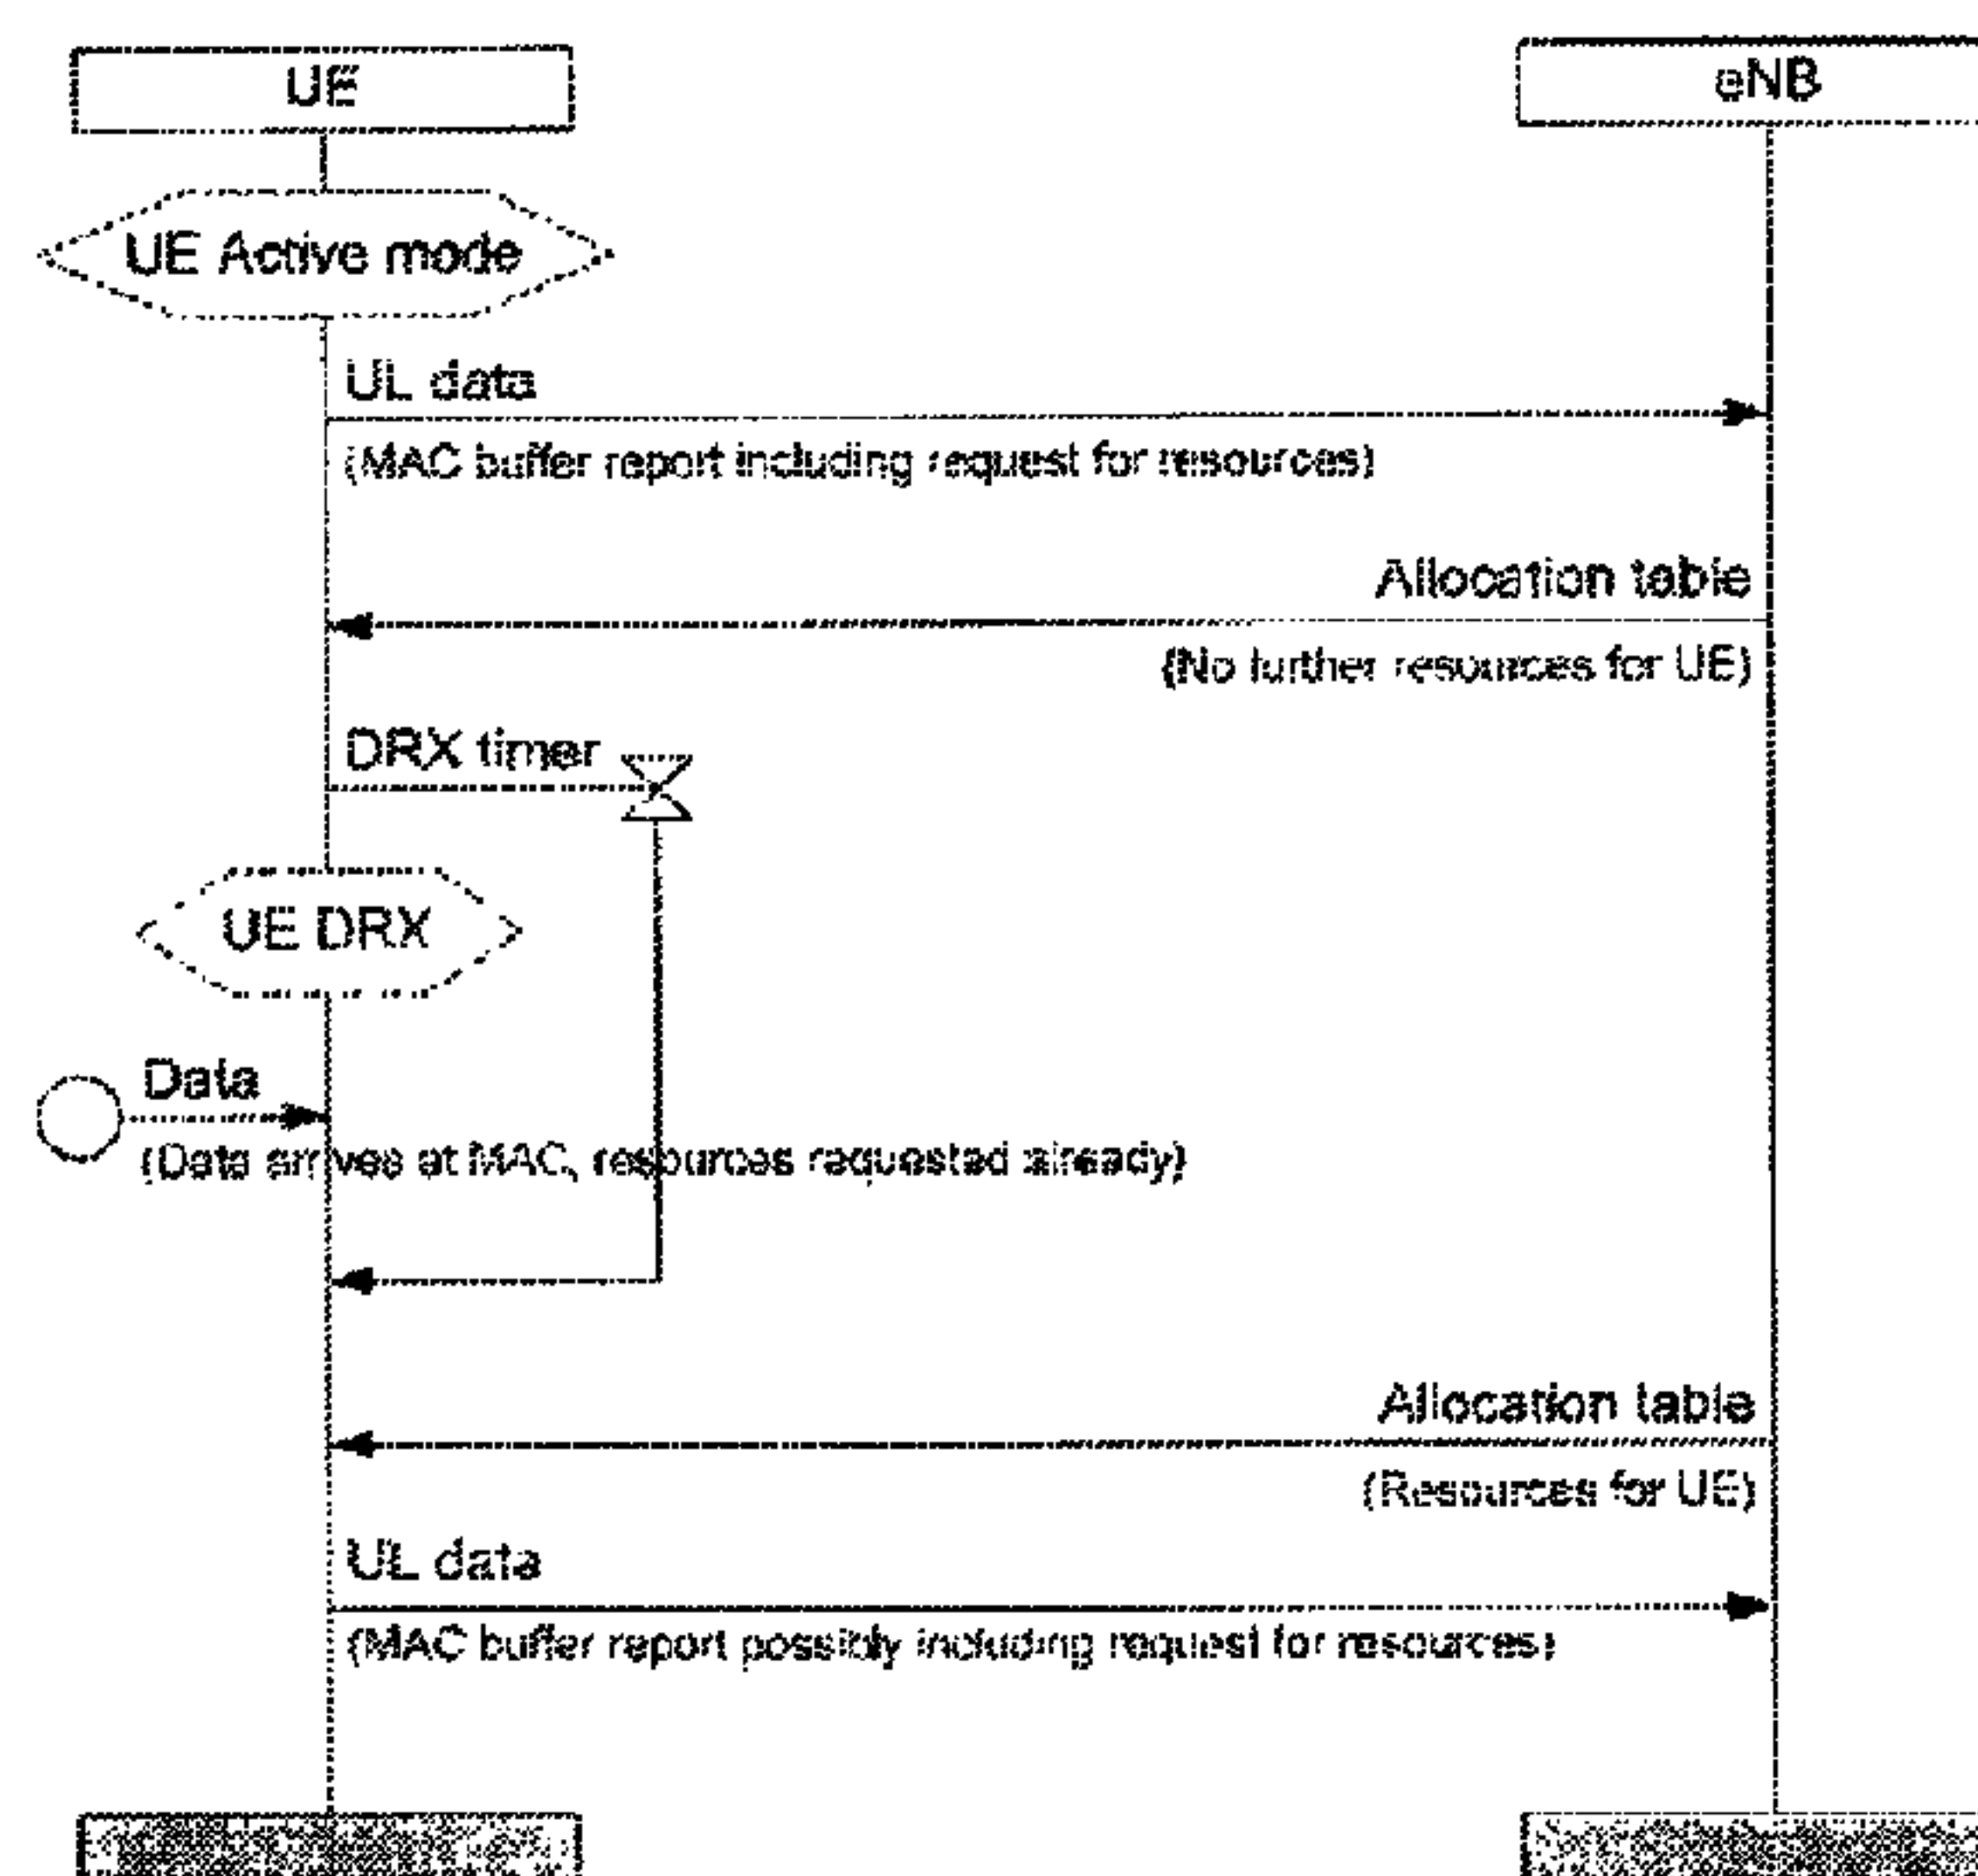 UE
eNB
UE Active mode
UL data
(MAC buffer report including request for resources)
Allocation table
(No further resources for UE)
DRX timer
UE DRX
Data
(Data arrives at MAC, resources requested already)
Allocation table
(Resources for UE)
UL data
(MAC buffer report possibly including request for resources)